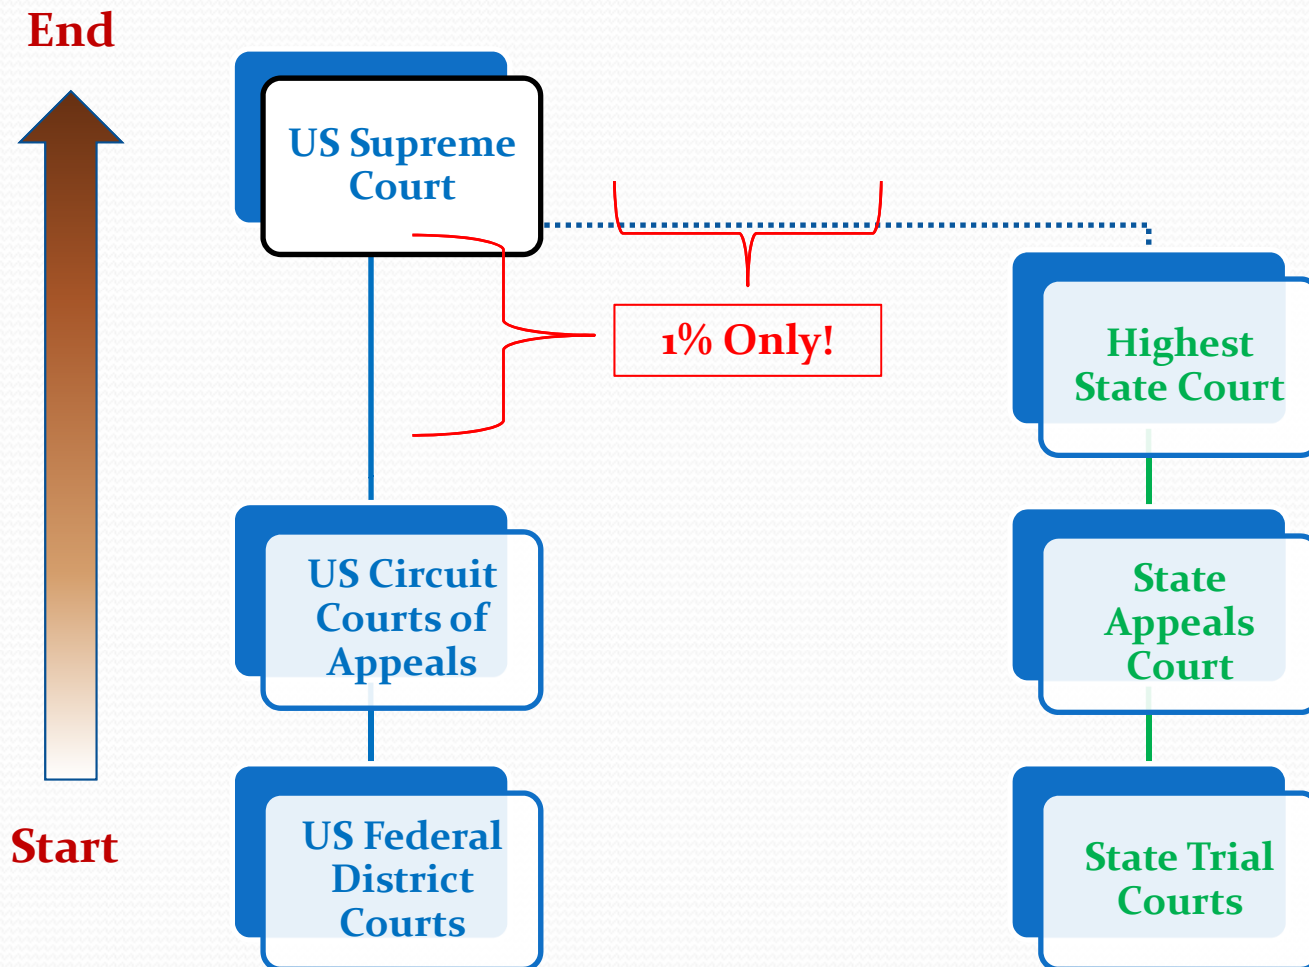 End
US Supreme
Court
1% Only!
Highest
State Court
US Circuit
Courts of
Appeals
State
Appeals
Court
US Federal
District
Courts
State Trial
Courts
Start